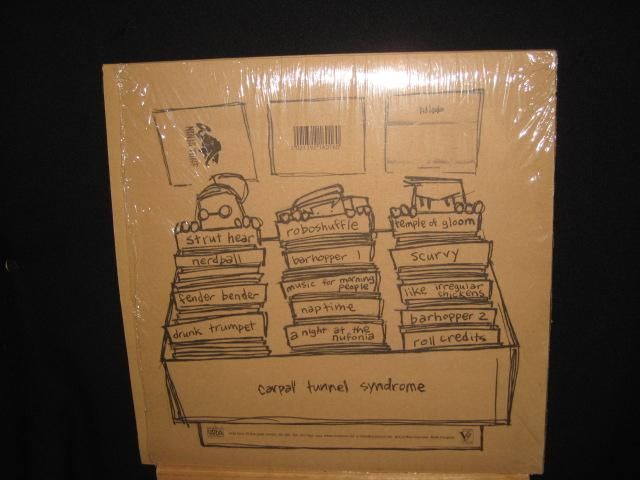 strut hear
nerdball
fender bender
drunk trumpet
roboshuffle
barhopper 1
music for morning
people
naptime
a night at the
nufonia
temple of gloom
scurvy
like irregular
chickens
barhopper 2
roll credits
carpall tunnel syndrome